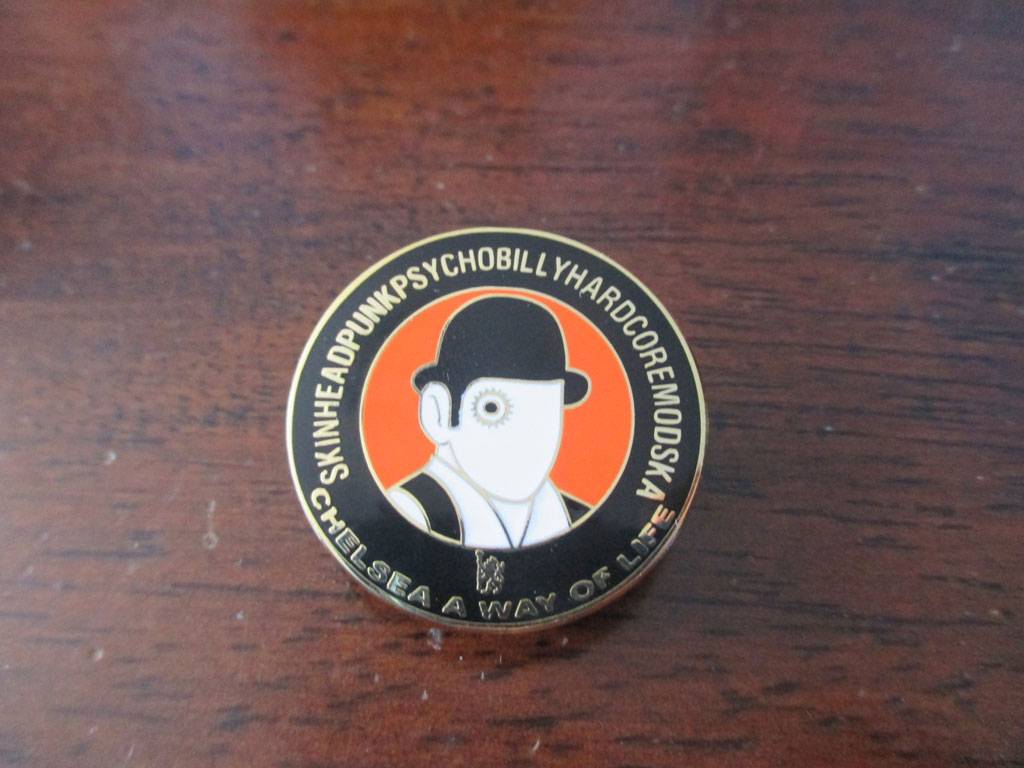 SKINHEADPUNKPSYCHOBILLYHARDCOREMODSKA
CHELSEA A WAY OF LIFE